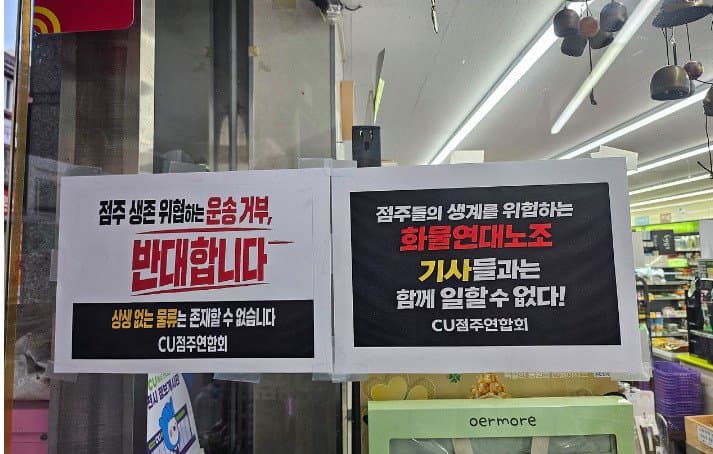 점주 생존 위협하는 운송 거부,
반대합니다
상생 없는 물류는 존재할 수 없습니다
CU점주연합회
점주들의 생계를 위협하는
화물연대노조
기사들과는
함께 일할 수 없다!
CU점주연합회
oermore